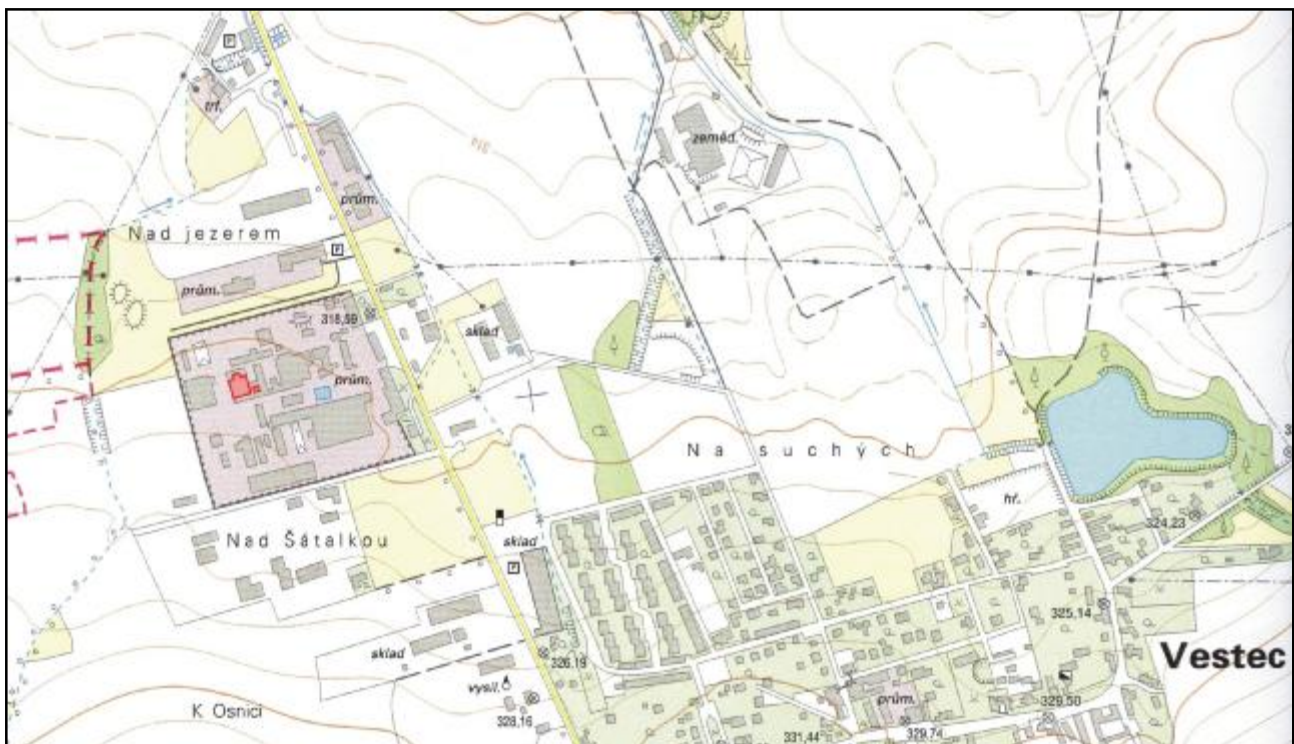 P
trf.
zeměd.
prům.
Nad jezerem
P
prům.
318,59
sklad
prům.
Na suchých
hř.
324,23
Nad Šátalkou
sklad
P
325,14
sklad
326,19
Vestec
vysíl.
prům.
K Osnici
328,16
329,50
331,44
329,74